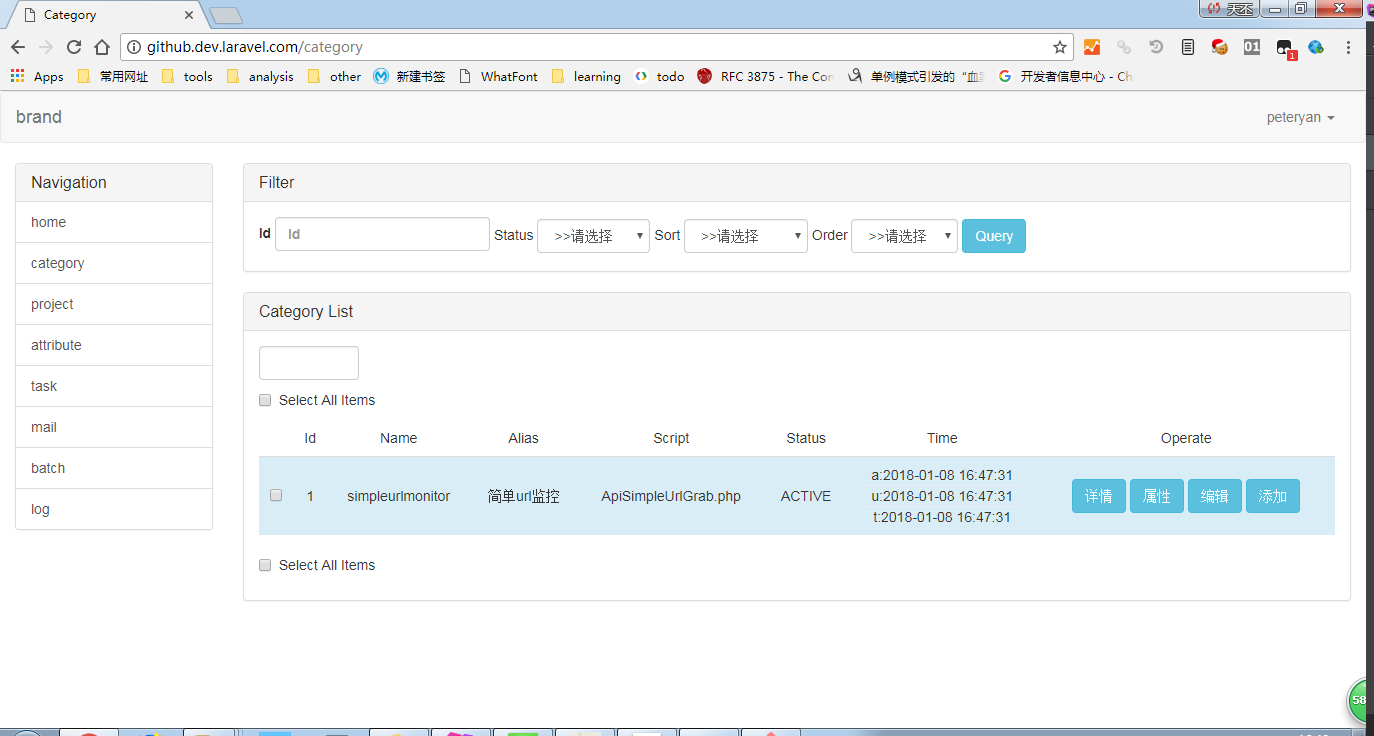 Category
天丕
github.dev.laravel.com/category
01
1
Apps 常用网址 tools analysis other 新建书签 WhatFont learning todo RFC 3875 - The Con 单例模式引发的“血 开发者信息中心 - Ch
brand
peteryan
Navigation
home
category
project
attribute
task
mail
batch
log
Filter
Id Id Status >>请选择 Sort >>请选择 Order >>请选择 Query
Category List
Select All Items
Id Name Alias Script Status Time Operate
1 simpleurlmonitor 简单url监控 ApiSimpleUrlGrab.php ACTIVE
a:2018-01-08 16:47:31
u:2018-01-08 16:47:31
t:2018-01-08 16:47:31
详情 属性 编辑 添加
Select All Items
58